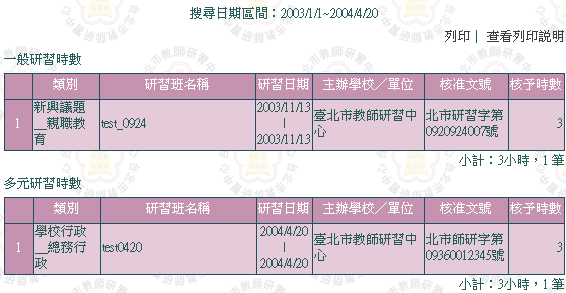 搜尋日期區間：2003/1/1~2004/4/20
列印｜ 查看列印說明
一般研習時數
類別 研習班名稱 研習日期 主辦學校／單位 核准文號 核予時數
1 新興議題__親職教育 test_0924 2003/11/13 | 2003/11/13 臺北市教師研習中心 北市研習字第0920924007號 3
小計：3小時，1 筆
多元研習時數
類別 研習班名稱 研習日期 主辦學校／單位 核准文號 核予時數
1 學校行政__總務行政 test0420 2004/4/20 | 2004/4/20 臺北市教師研習中心 北市師研字第09360012345號 3
小計：3小時，1 筆